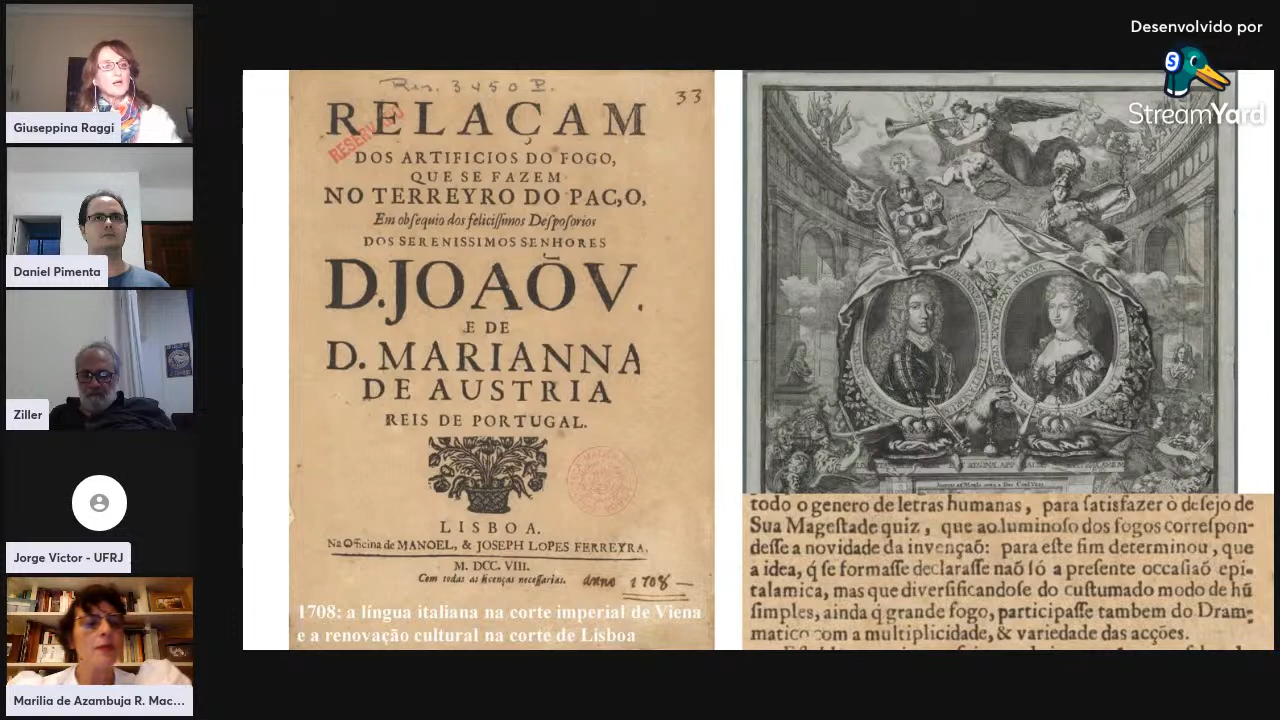 Desenvolvido por
StreamYard
Giuseppina Raggi
Daniel Pimenta
Ziller
Jorge Victor - UFRJ
Marilia de Azambuja R. Mac...
Res. 3450 P.
33
RESERVADO
RELAÇAM
DOS ARTIFICIOS DO FOGO,
QUE SE FAZEM
NO TERREYRO DO PAÇO,
Em obſequio dos feliciſſimos Deſpoſorios
DOS SERENISSIMOS SENHORES
D. JOAÕ V.
E DE
D. MARIANNA
DE AUSTRIA
REIS DE PORTUGAL.
LISBOA.
Na Officina de MANOEL, & JOSEPH LOPES FERREYRA,
M. DCC. VIII.
Com todas as licenças neceſſarias. anno 1708
1708: a língua italiana na corte imperial de Viena
e a renovação cultural na corte de Lisboa
todo o genero de letras humanas, para ſatisfazer ò deſejo de
Sua Mageſtade quiz, que ao luminoſo dos fogos correſpon-
deſſe a novidade da invençaõ: para eſte fim determinou, que
a idea, q̃ ſe formaſſe declaraſſe naõ ſó a preſente occaſiaõ epi-
talamica, mas que diverſificandoſe do cuſtumado modo de hũ
ſimples, ainda q̃ grande fogo, participaſſe tambem do Dram-
matico com a multiplicidade, & variedade das acções.